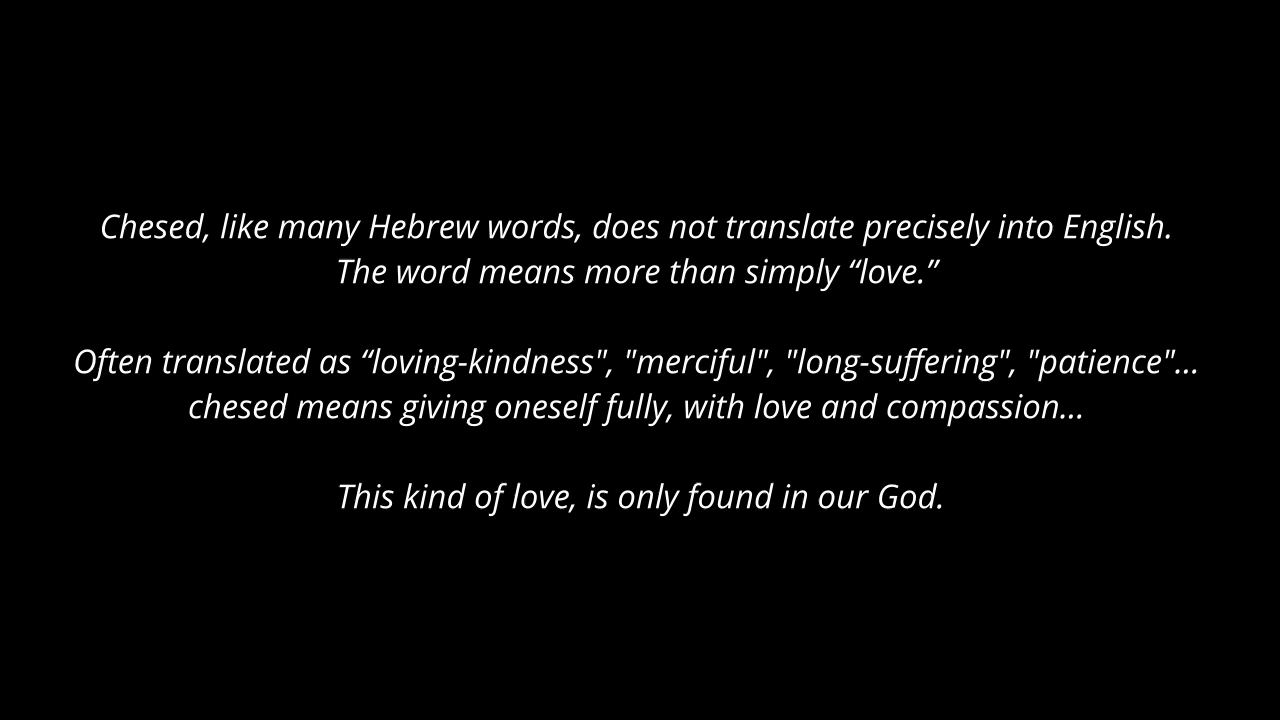 Chesed, like many Hebrew words, does not translate precisely into English.
The word means more than simply “love.”
Often translated as “loving-kindness", "merciful", "long-suffering", "patience"...
chesed means giving oneself fully, with love and compassion...
This kind of love, is only found in our God.